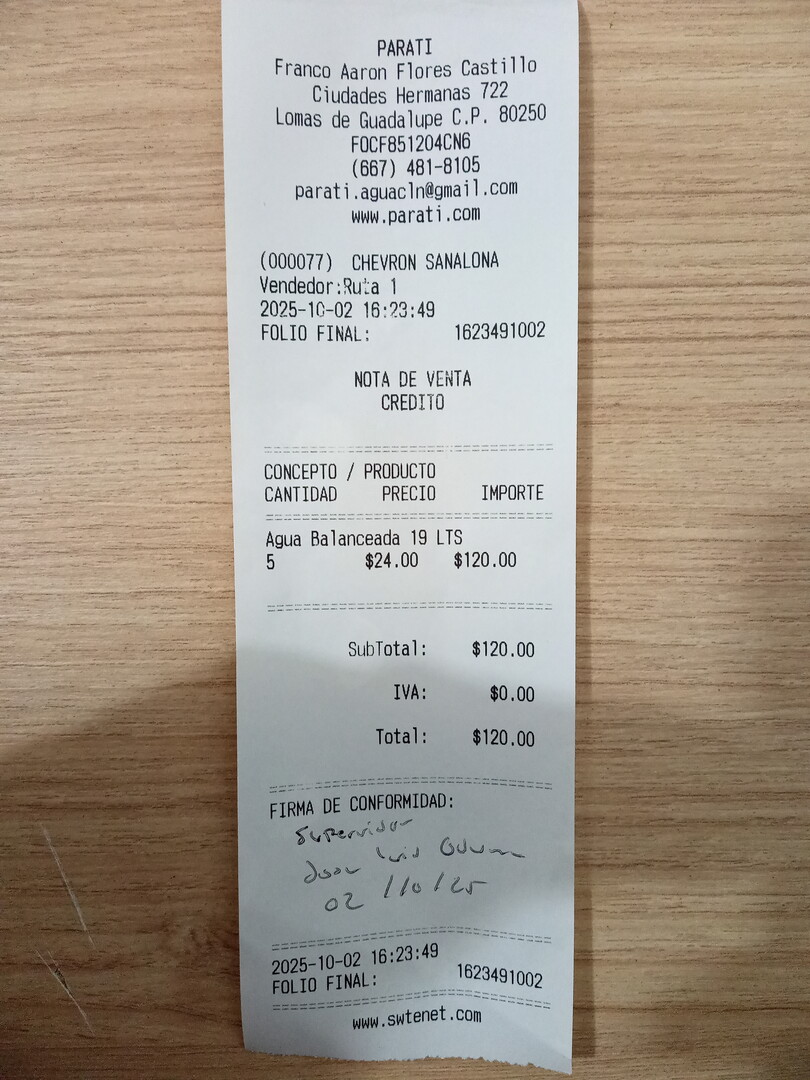 PARATI
Franco Aaron Flores Castillo
Ciudades Hermanas 722
Lomas de Guadalupe C.P. 80250
FOCF851204CN6
(667) 481-8105
parati.aguacln@gmail.com
www.parati.com
(000077) CHEVRON SANALONA
Vendedor:Ruta 1
2025-10-02 16:23:49
FOLIO FINAL: 1623491002
NOTA DE VENTA
CREDITO
CONCEPTO / PRODUCTO
CANTIDAD PRECIO IMPORTE
Agua Balanceada 19 LTS
5 $24.00 $120.00
SubTotal: $120.00
IVA: $0.00
Total: $120.00
FIRMA DE CONFORMIDAD:
Supervisor
Jose Luis
02/10/25
2025-10-02 16:23:49
FOLIO FINAL: 1623491002
www.swtenet.com